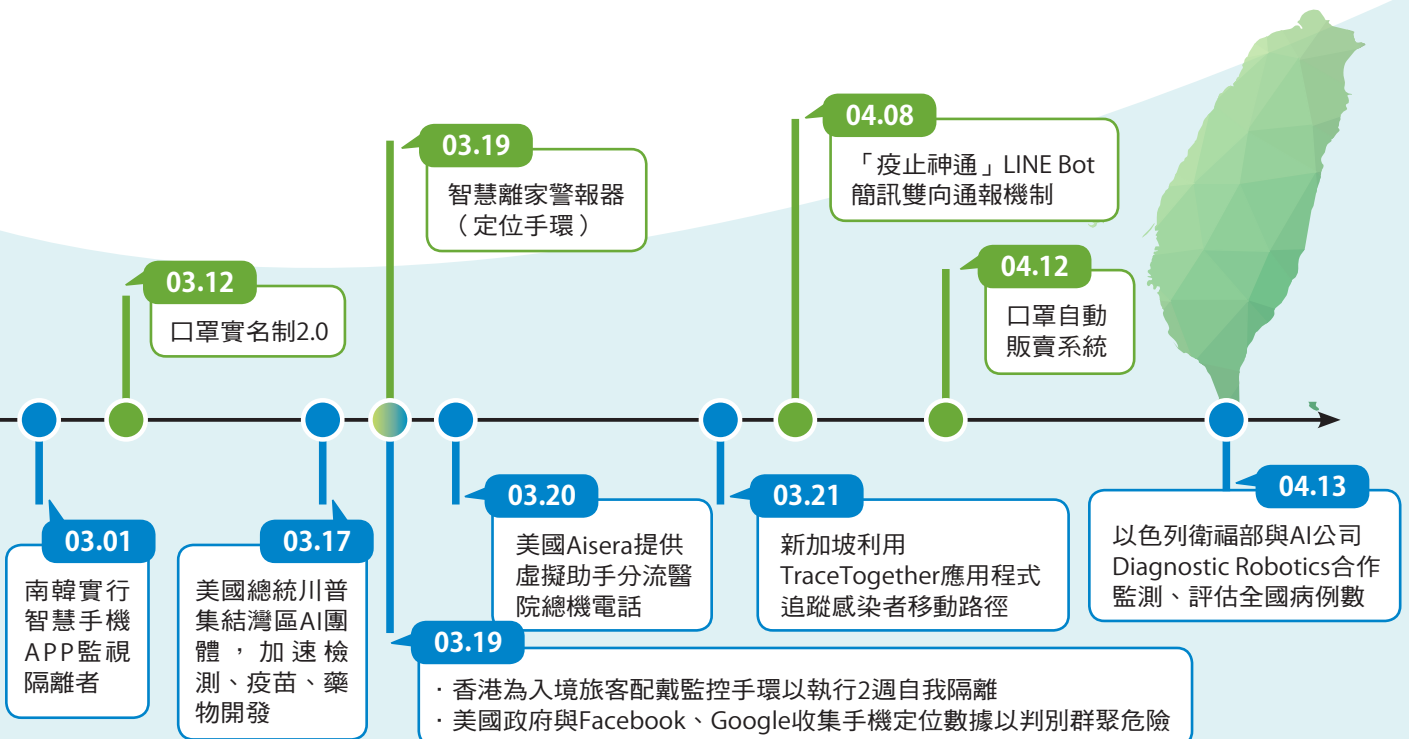 04.08
「疫止神通」LINE Bot
簡訊雙向通報機制
03.19
智慧離家警報器
（定位手環）
04.12
口罩自動
販賣系統
03.12
口罩實名制2.0
03.01
南韓實行
智慧手機
APP監視
隔離者
03.17
美國總統川普
集結灣區AI團
體，加速檢
測、疫苗、藥
物開發
03.20
美國Aisera提供
虛擬助手分流醫
院總機電話
03.21
新加坡利用
TraceTogether應用程式
追蹤感染者移動路徑
04.13
以色列衛福部與AI公司
Diagnostic Robotics合作
監測、評估全國病例數
03.19
·香港為入境旅客配戴監控手環以執行2週自我隔離
·美國政府與Facebook、Google收集手機定位數據以判別群聚危險